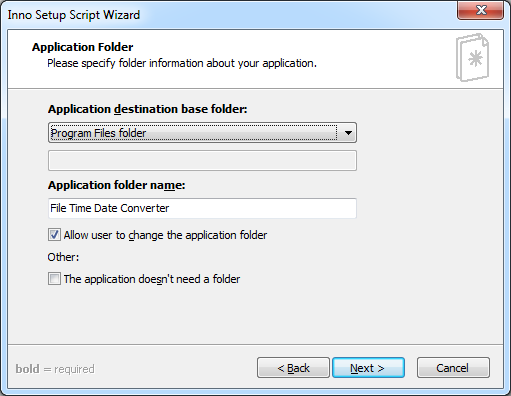 Inno Setup Script Wizard
Application Folder
Please specify folder information about your application.
Application destination base folder:
Program Files folder
Application folder name:
File Time Date Converter
Allow user to change the application folder
Other:
The application doesn't need a folder
bold = required
< Back
Next >
Cancel